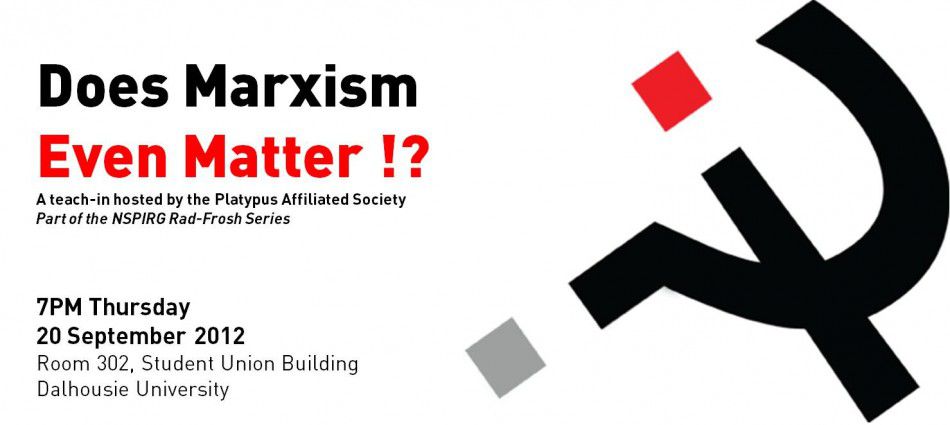 Does Marxism
Even Matter !?
A teach-in hosted by the Platypus Affiliated Society
Part of the NSPIRG Rad-Frosh Series
7PM Thursday
20 September 2012
Room 302, Student Union Building
Dalhousie University